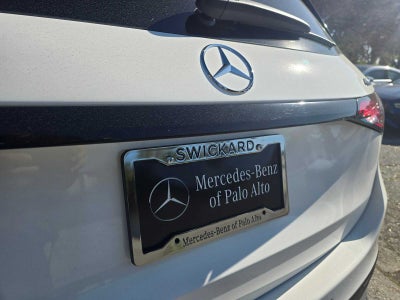 SWICKARD
Mercedes-Benz
of Palo Alto
Mercedes-Benz of Palo Alto